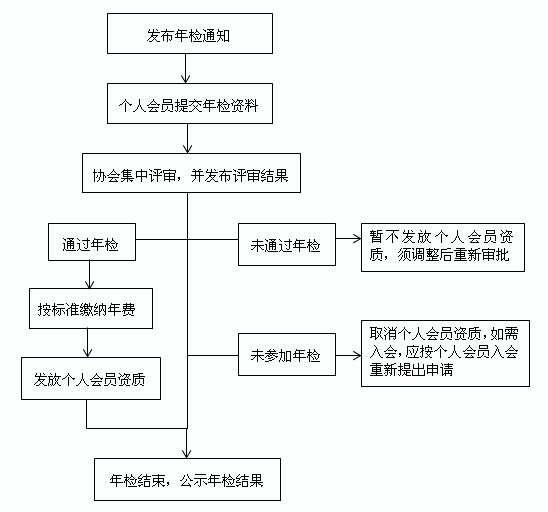 发布年检通知
个人会员提交年检资料
协会集中评审，并发布评审结果
通过年检
未通过年检
暂不发放个人会员资
质，须调整后重新审批
按标准缴纳年费
未参加年检
取消个人会员资质，如需
入会，应按个人会员入会
重新提出申请
发放个人会员资质
年检结束，公示年检结果